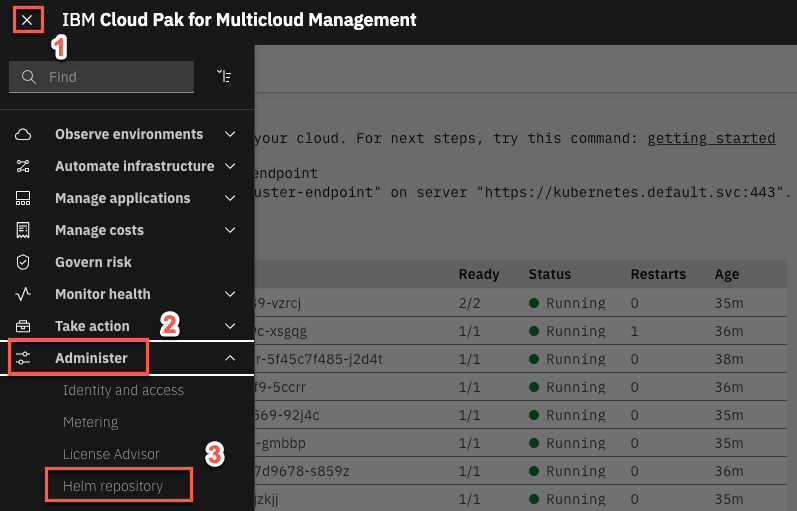 IBM Cloud Pak for Multicloud Management
1
Find
Observe environments
Automate infrastructure
Manage applications
Manage costs
Govern risk
Monitor health
Take action
2
Administer
Identity and access
Metering
License Advisor
3
Helm repository
your cloud. For next steps, try this command: getting started
endpoint
uster-endpoint" on server "https://kubernetes.default.svc:443".
Ready Status Restarts Age
39-vzrcj 2/2 Running 0 35m
9c-xsgqg 1/1 Running 1 36m
r-5f45c7f485-j2d4t 1/1 Running 0 38m
f9-5ccrr 1/1 Running 0 36m
569-92j4c 1/1 Running 0 35m
-gmbbp 1/1 Running 0 35m
7d9678-s859z 1/1 Running 0 36m
jzkjj 1/1 Running 0 35m